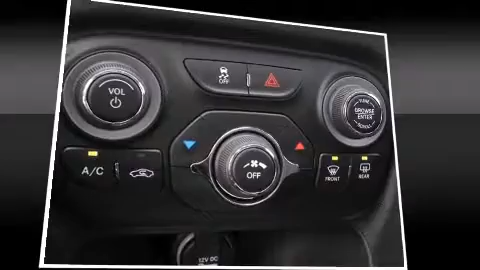 VOL
OFF
TUNE
BROWSE
ENTER
SCROLL
A/C
OFF
FRONT
REAR
12V DC